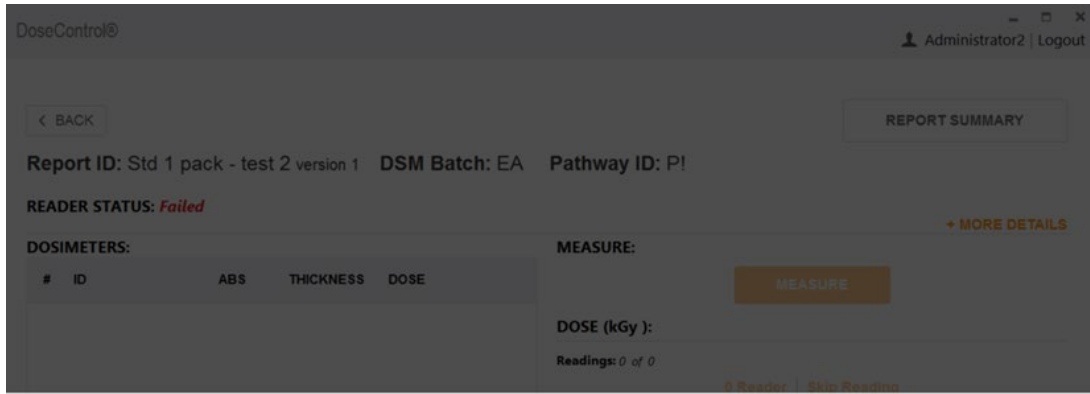 DoseControl®
Administrator2 | Logout
< BACK
REPORT SUMMARY
Report ID: Std 1 pack - test 2 version 1 DSM Batch: EA Pathway ID: P!
READER STATUS: Failed
+ MORE DETAILS
DOSIMETERS:
MEASURE:
# ID ABS THICKNESS DOSE
MEASURE
DOSE (kGy ):
Readings: 0 of 0
Reader | Skip Reading